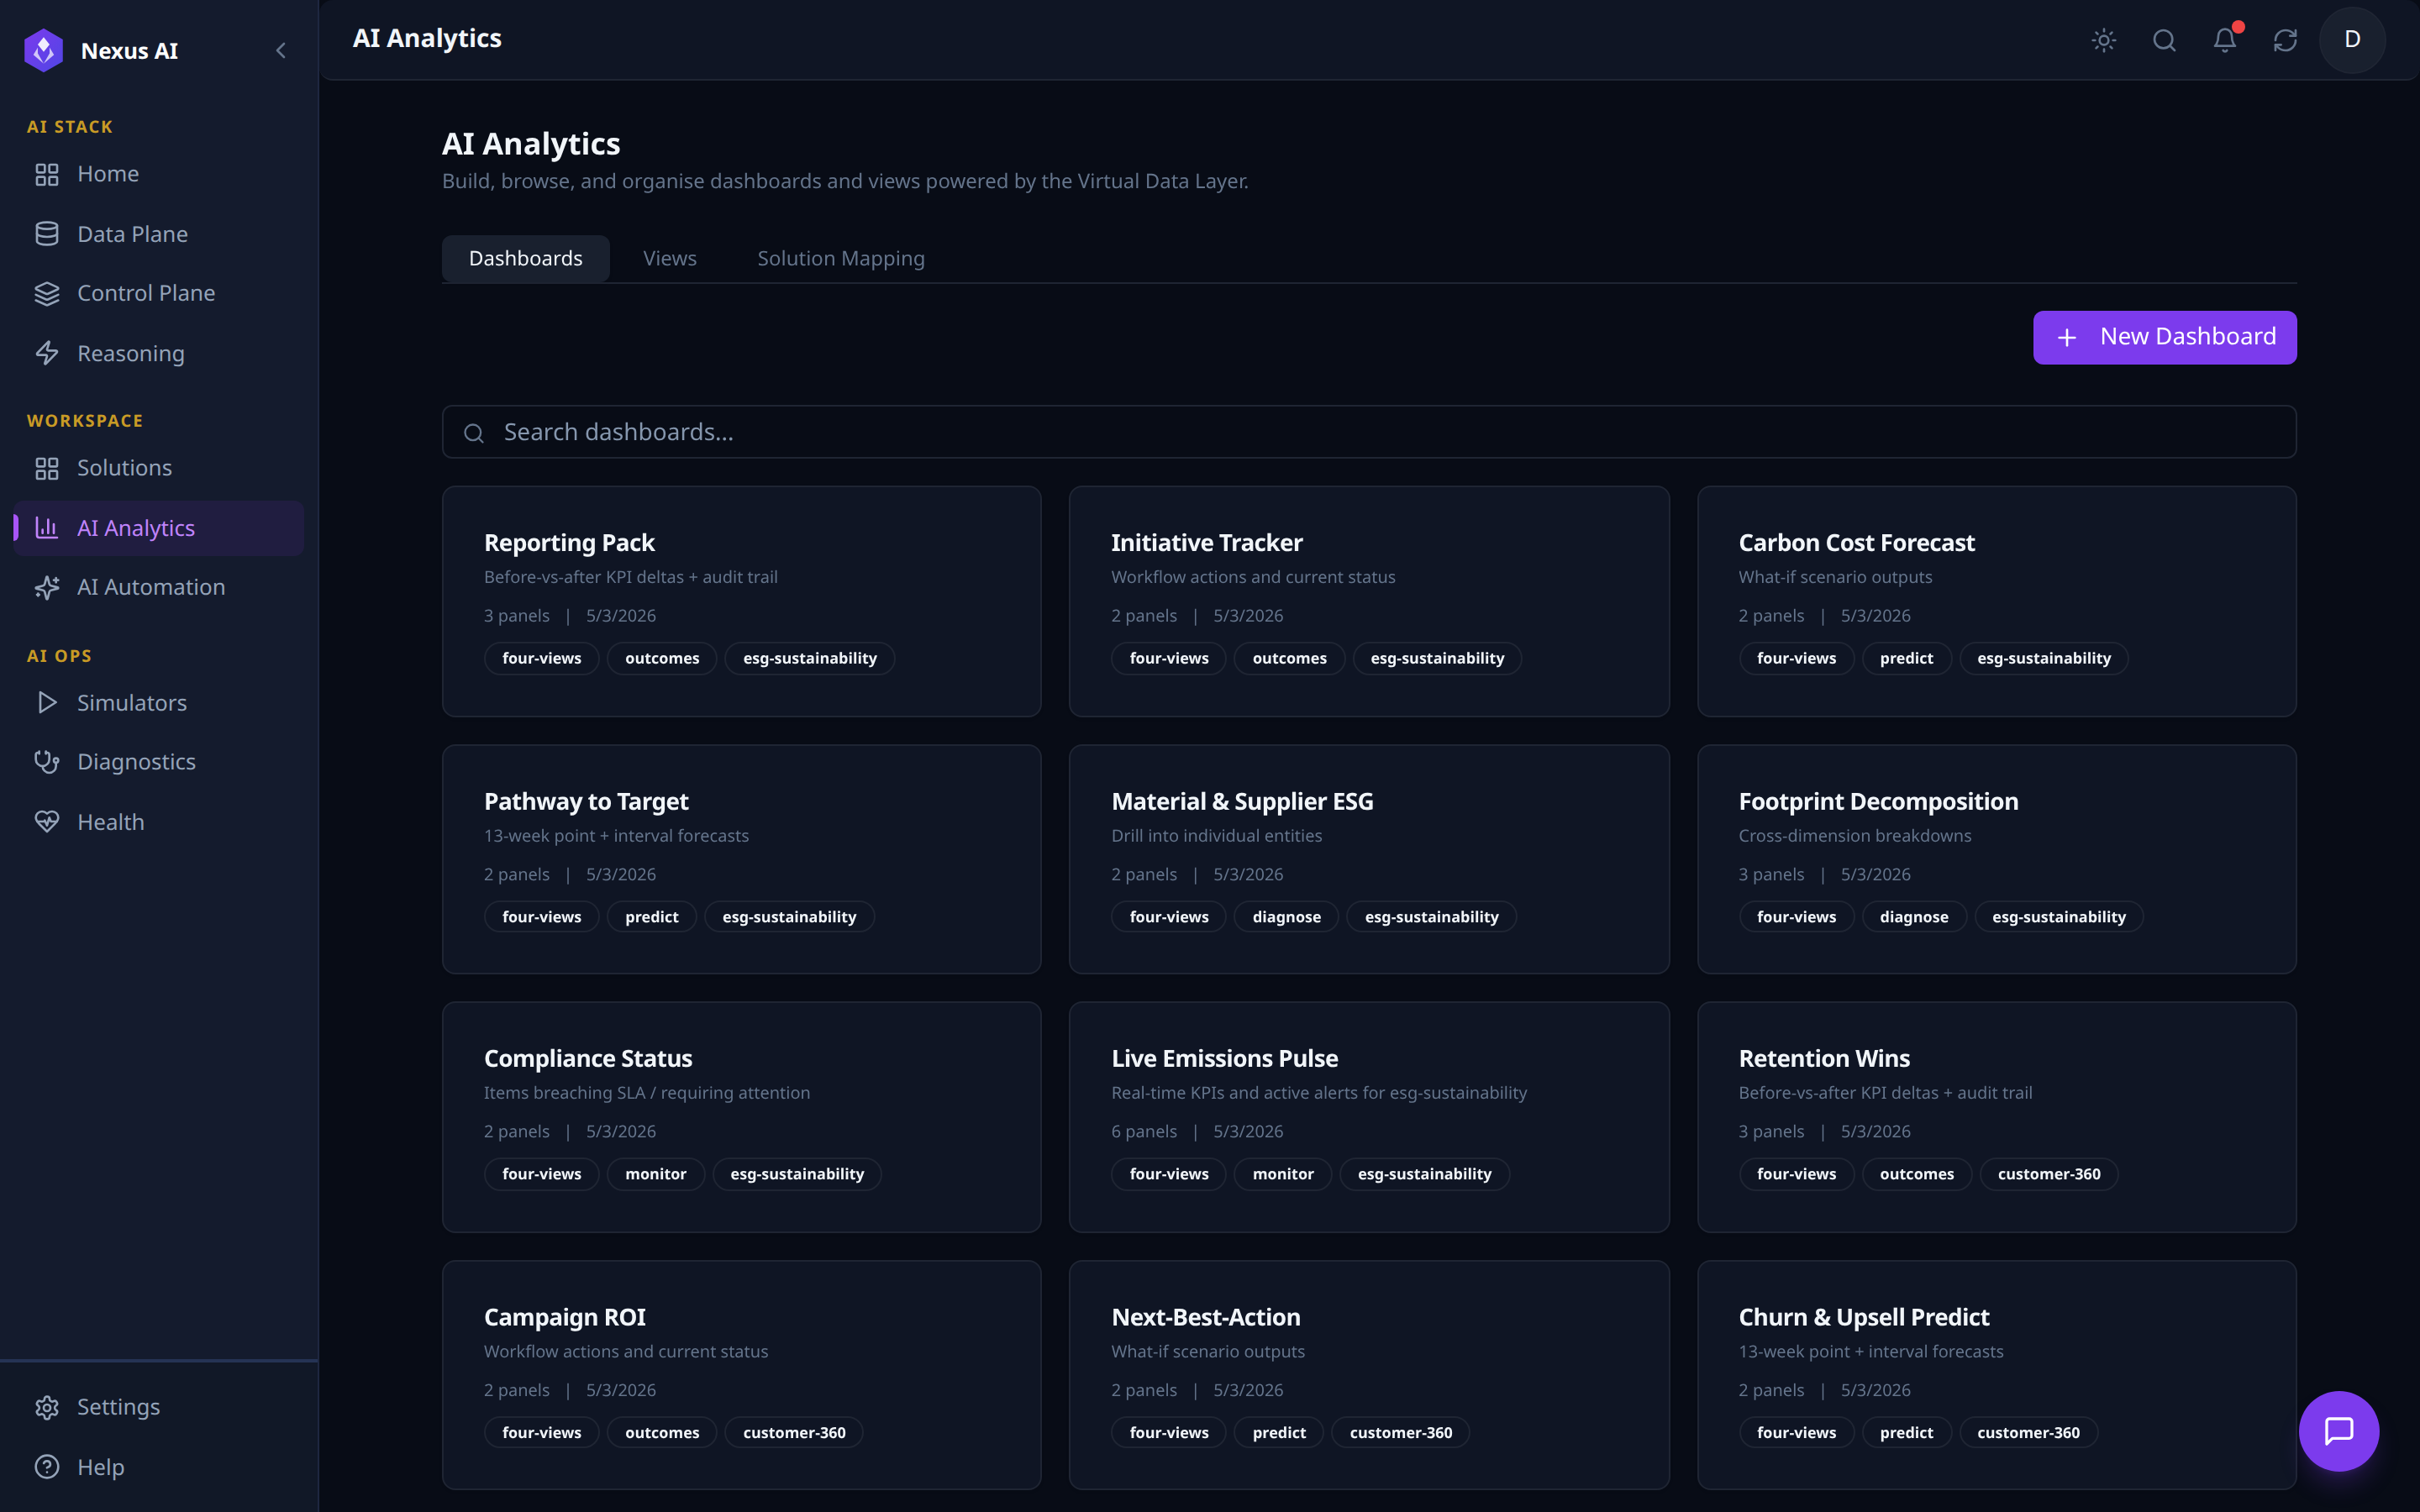 Nexus AI
AI STACK
Home
Data Plane
Control Plane
Reasoning
WORKSPACE
Solutions
AI Analytics
AI Automation
AI OPS
Simulators
Diagnostics
Health
Settings
Help
AI Analytics
D
AI Analytics
Build, browse, and organise dashboards and views powered by the Virtual Data Layer.
Dashboards Views Solution Mapping
New Dashboard
Search dashboards...
Reporting Pack
Before-vs-after KPI deltas + audit trail
3 panels | 5/3/2026
four-views outcomes esg-sustainability
Initiative Tracker
Workflow actions and current status
2 panels | 5/3/2026
four-views outcomes esg-sustainability
Carbon Cost Forecast
What-if scenario outputs
2 panels | 5/3/2026
four-views predict esg-sustainability
Pathway to Target
13-week point + interval forecasts
2 panels | 5/3/2026
four-views predict esg-sustainability
Material & Supplier ESG
Drill into individual entities
2 panels | 5/3/2026
four-views diagnose esg-sustainability
Footprint Decomposition
Cross-dimension breakdowns
3 panels | 5/3/2026
four-views diagnose esg-sustainability
Compliance Status
Items breaching SLA / requiring attention
2 panels | 5/3/2026
four-views monitor esg-sustainability
Live Emissions Pulse
Real-time KPIs and active alerts for esg-sustainability
6 panels | 5/3/2026
four-views monitor esg-sustainability
Retention Wins
Before-vs-after KPI deltas + audit trail
3 panels | 5/3/2026
four-views outcomes customer-360
Campaign ROI
Workflow actions and current status
2 panels | 5/3/2026
four-views outcomes customer-360
Next-Best-Action
What-if scenario outputs
2 panels | 5/3/2026
four-views predict customer-360
Churn & Upsell Predict
13-week point + interval forecasts
2 panels | 5/3/2026
four-views predict customer-360